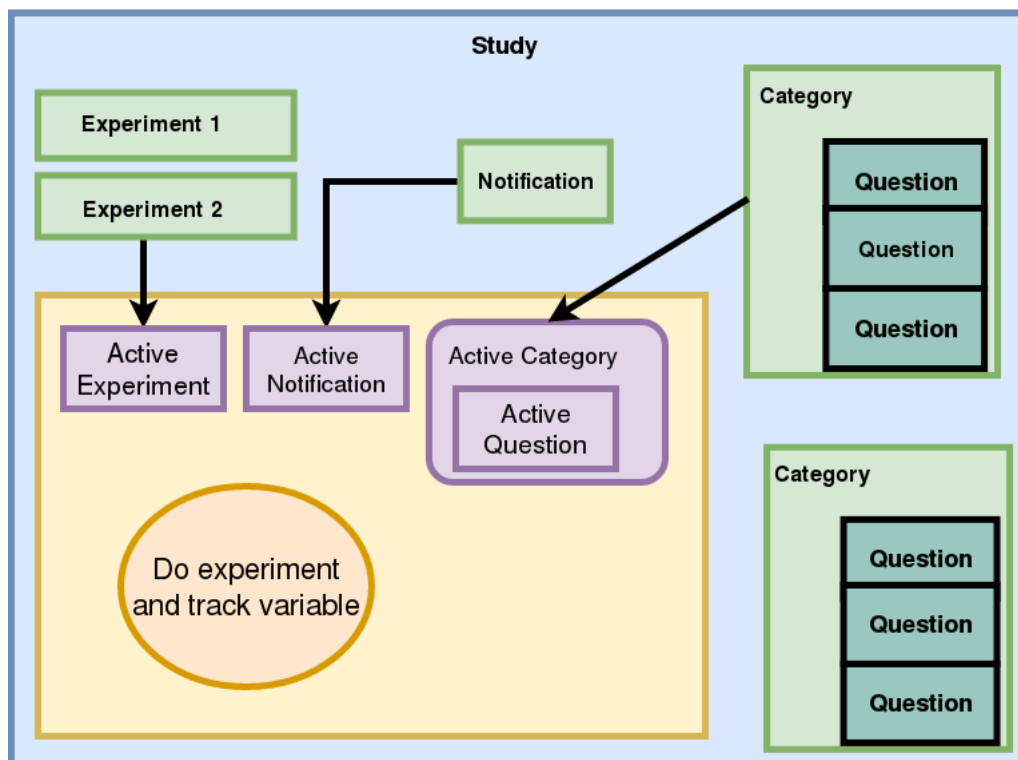 Study
Experiment 1
Experiment 2
Notification
Category
Question
Question
Question
Active
Experiment
Active
Notification
Active Category
Active
Question
Do experiment
and track variable
Category
Question
Question
Question